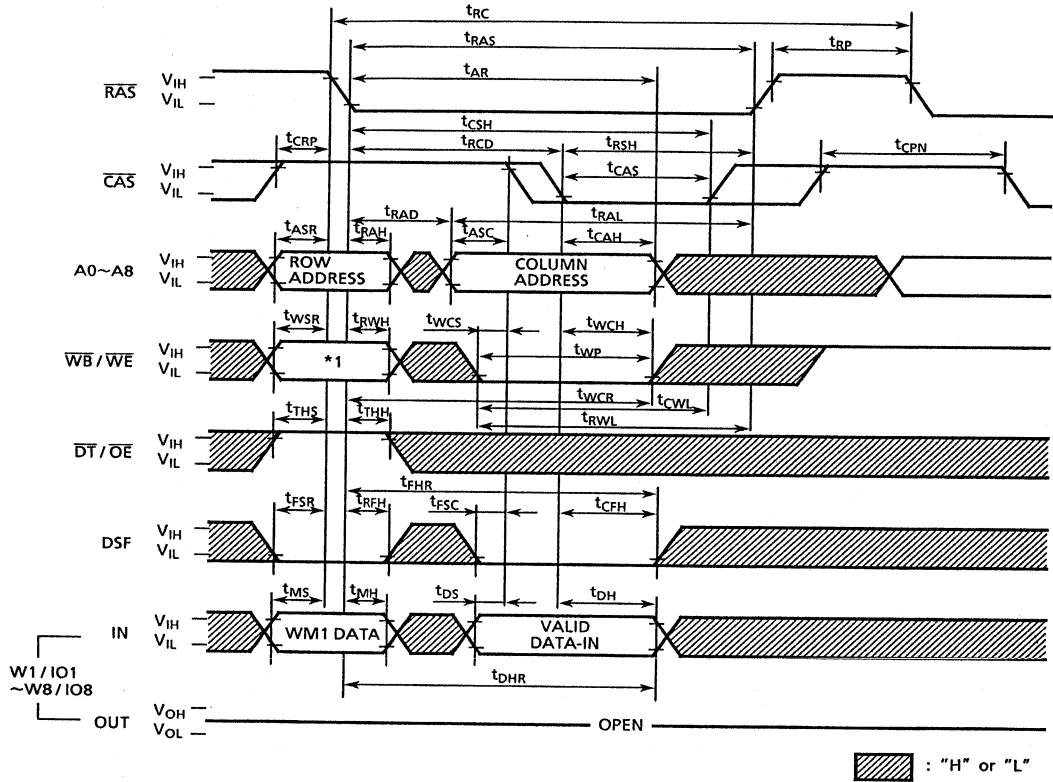 tRC
tRAS
tRP
tAR
RAS VIH
VIL
tCSH
tCRP tRCD tRSH tCPN
CAS VIH
VIL
tCAS
tRAD tRAL
tASR tRAH tASC tCAH
A0~A8 VIH
VIL
ROW ADDRESS
COLUMN ADDRESS
tWSR tRWH tWCS tWCH
WB/WE VIH
VIL
*1
tWP
tWCR
tCWL
tTHS tTHH tRWL
DT/OE VIH
VIL
tFHR
tFSR tRFH tFSC tCFH
DSF VIH
VIL
tMS tMH tDS tDH
IN VIH
VIL
WM1 DATA
VALID DATA-IN
W1/IO1
~W8/IO8
tDHR
OUT VOH
VOL
OPEN
: "H" or "L"